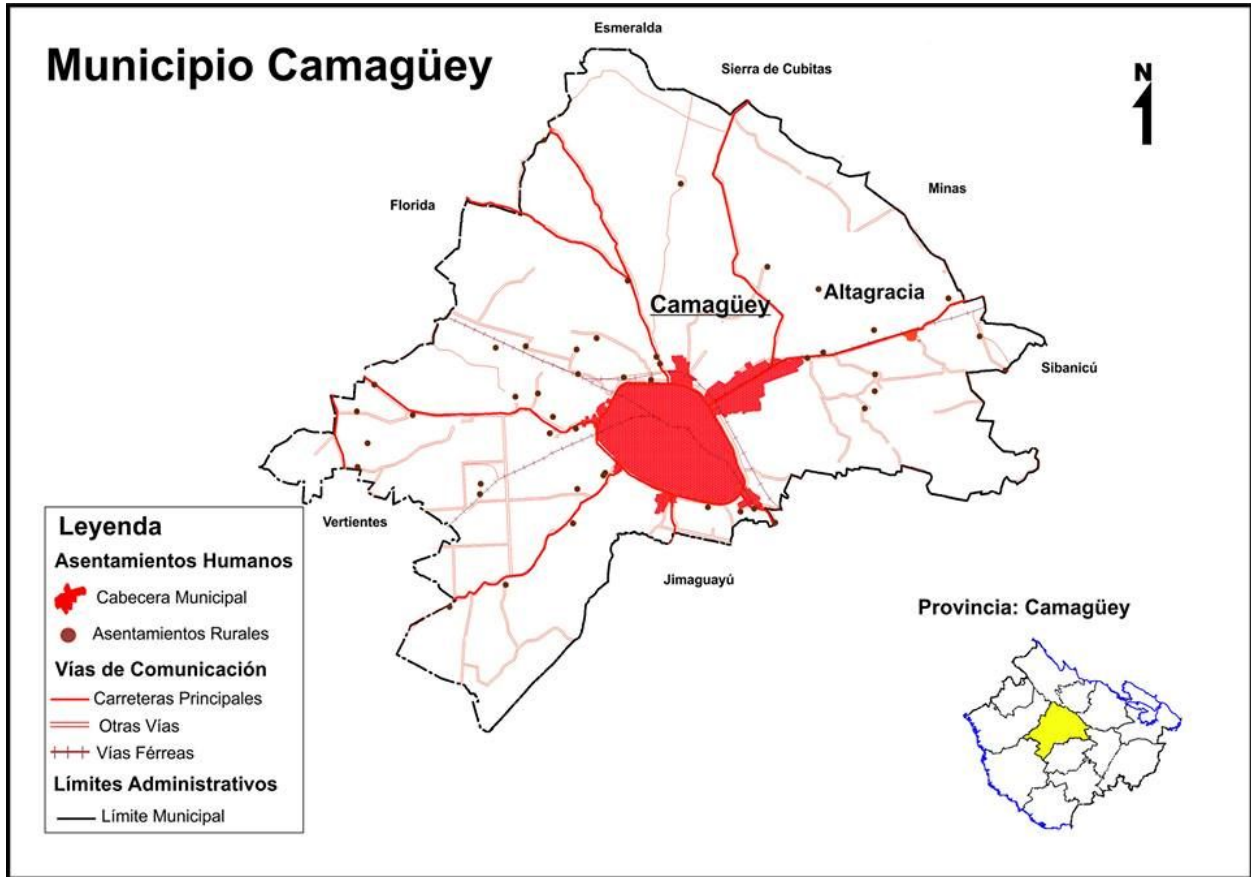 Esmeralda
Municipio Camagüey
Sierra de Cubitas
N
Minas
Florida
Camagüey
Altagracia
Sibanicú
Vertientes
Jimaguayú
Leyenda
Asentamientos Humanos
Cabecera Municipal
Asentamientos Rurales
Vías de Comunicación
Carreteras Principales
Otras Vías
Vías Férreas
Límites Administrativos
Límite Municipal
Provincia: Camagüey